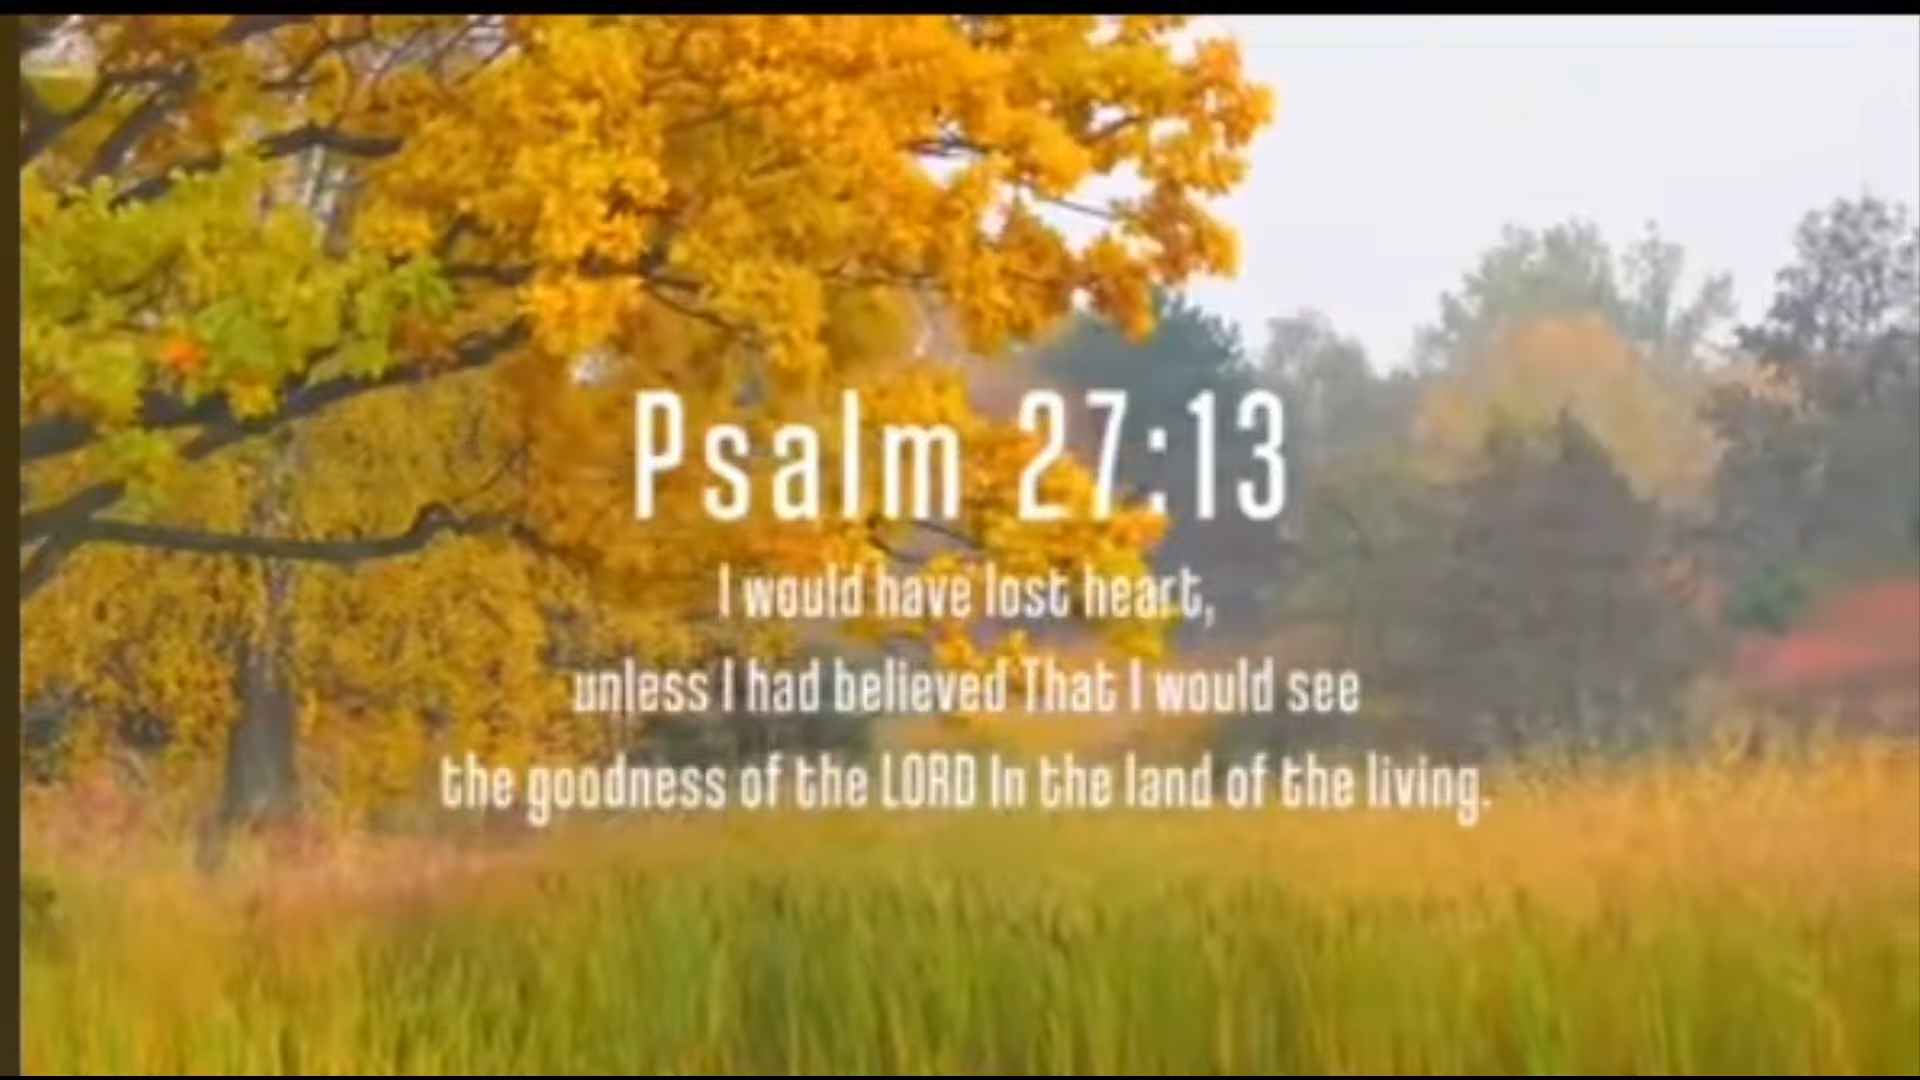 Psalm 27:13
I would have lost heart,
unless I had believed That I would see
the goodness of the LORD In the land of the living.